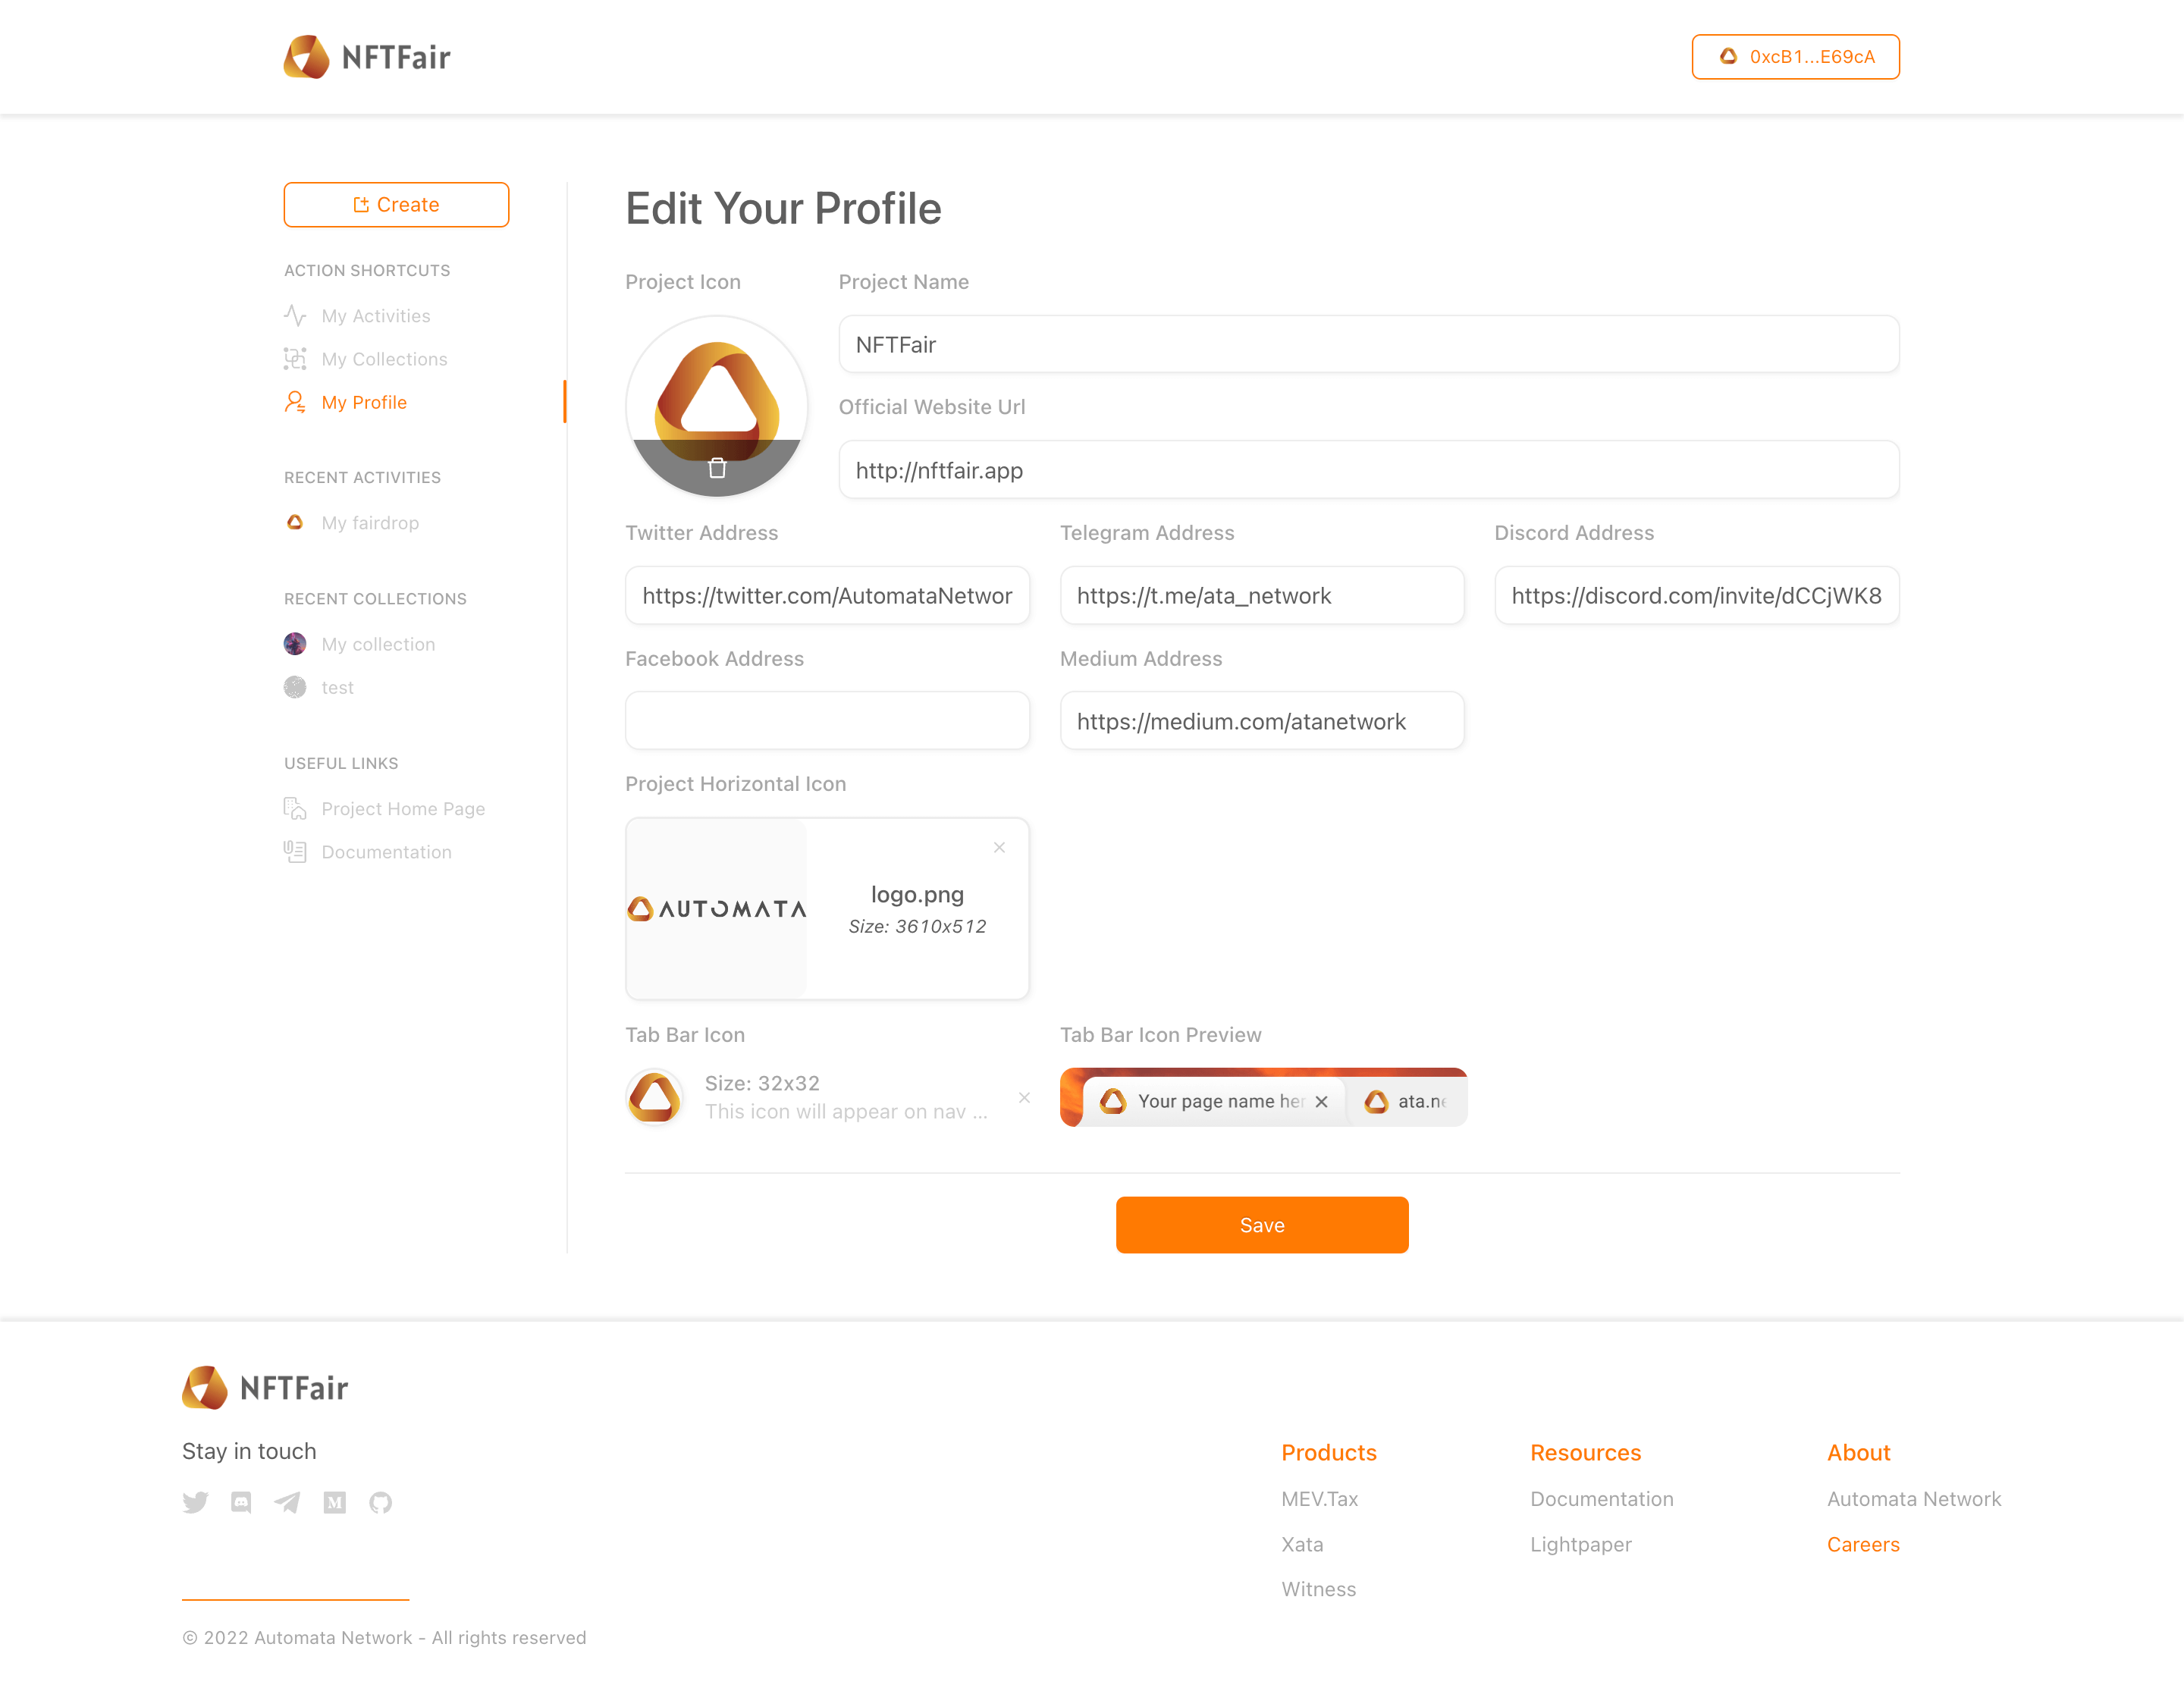 NFTFair
0xcB1...E69cA
Create
ACTION SHORTCUTS
My Activities
My Collections
My Profile
RECENT ACTIVITIES
My fairdrop
RECENT COLLECTIONS
My collection
test
USEFUL LINKS
Project Home Page
Documentation
Edit Your Profile
Project Icon
Project Name
NFTFair
Official Website Url
http://nftfair.app
Twitter Address
Telegram Address
Discord Address
https://twitter.com/AutomataNetwor
https://t.me/ata_network
https://discord.com/invite/dCCjWK8
Facebook Address
Medium Address
https://medium.com/atanetwork
Project Horizontal Icon
AUTOMATA
logo.png
Size: 3610x512
Tab Bar Icon
Tab Bar Icon Preview
Size: 32x32
This icon will appear on nav ...
Your page name her
ata.ne
Save
NFTFair
Stay in touch
Products
MEV.Tax
Xata
Witness
Resources
Documentation
Lightpaper
About
Automata Network
Careers
© 2022 Automata Network - All rights reserved